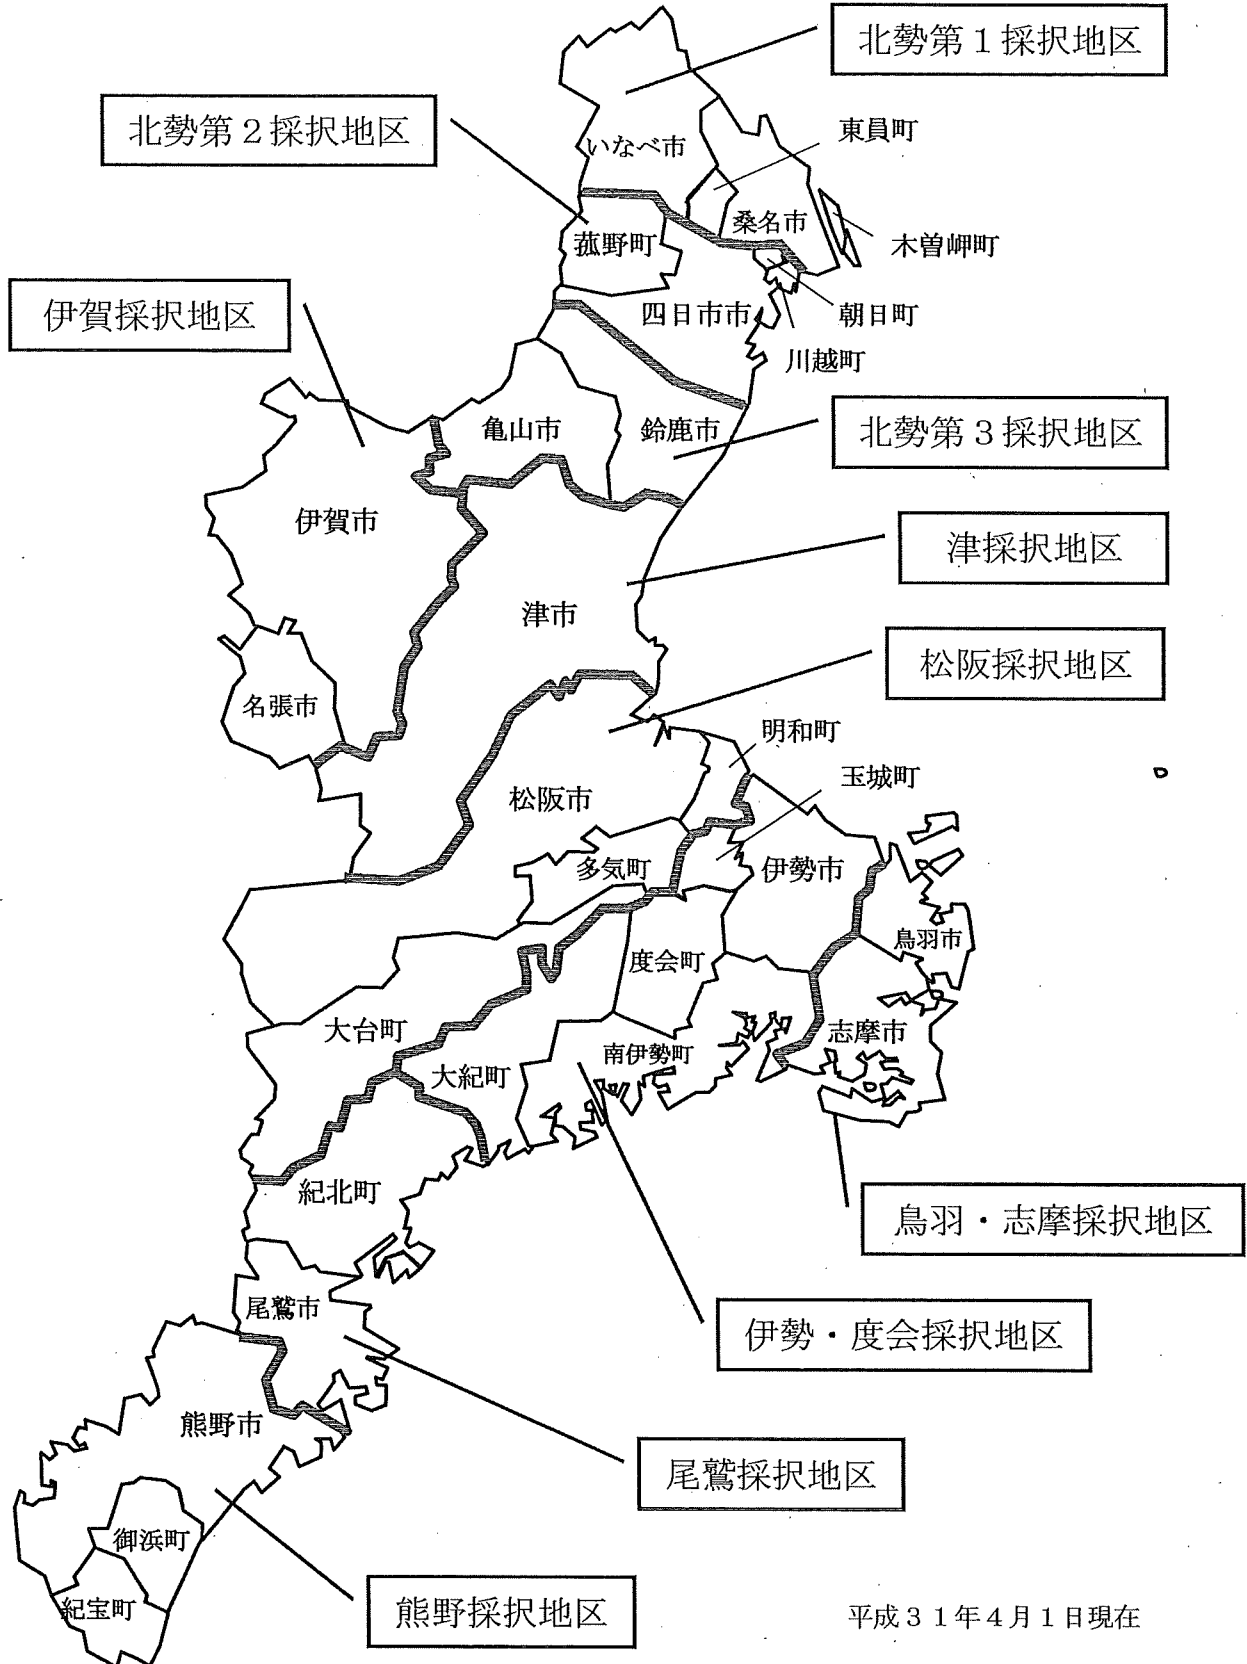 北勢第１採択地区
北勢第２採択地区
東員町
いなべ市
桑名市
菰野町
木曽岬町
伊賀採択地区
四日市市
朝日町
川越町
亀山市
鈴鹿市
北勢第３採択地区
伊賀市
津採択地区
津市
松阪採択地区
名張市
明和町
玉城町
松阪市
多気町
伊勢市
鳥羽市
度会町
大台町
志摩市
南伊勢町
大紀町
紀北町
鳥羽・志摩採択地区
尾鷲市
伊勢・度会採択地区
熊野市
尾鷲採択地区
御浜町
紀宝町
熊野採択地区
平成３１年４月１日現在